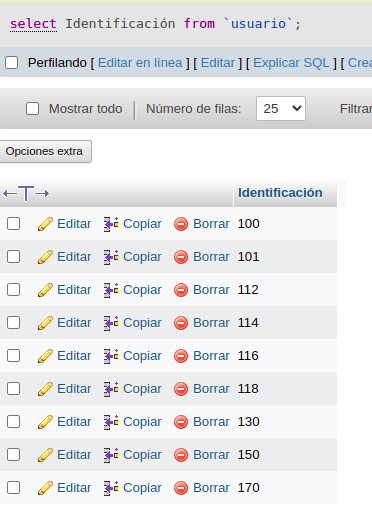 select Identificación from `usuario`;
Perfilando [ Editar en línea ] [ Editar ] [ Explicar SQL ] [ Crea
Mostrar todo Número de filas: 25 Filtrar
Opciones extra
←T→ Identificación
Editar Copiar Borrar 100
Editar Copiar Borrar 101
Editar Copiar Borrar 112
Editar Copiar Borrar 114
Editar Copiar Borrar 116
Editar Copiar Borrar 118
Editar Copiar Borrar 130
Editar Copiar Borrar 150
Editar Copiar Borrar 170